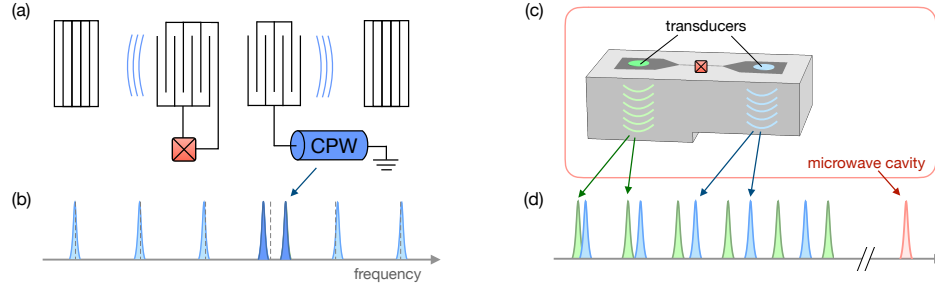 (a)
CPW
(b)
frequency
(c)
transducers
microwave cavity
(d)